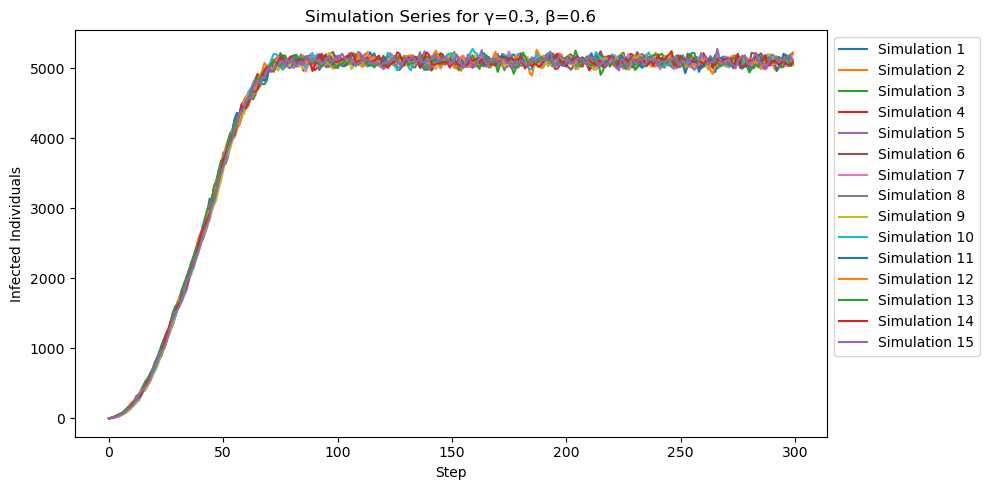 Simulation Series for γ=0.3, β=0.6
Infected Individuals
5000
4000
3000
2000
1000
0
0 50 100 150 200 250 300
Step
Simulation 1
Simulation 2
Simulation 3
Simulation 4
Simulation 5
Simulation 6
Simulation 7
Simulation 8
Simulation 9
Simulation 10
Simulation 11
Simulation 12
Simulation 13
Simulation 14
Simulation 15